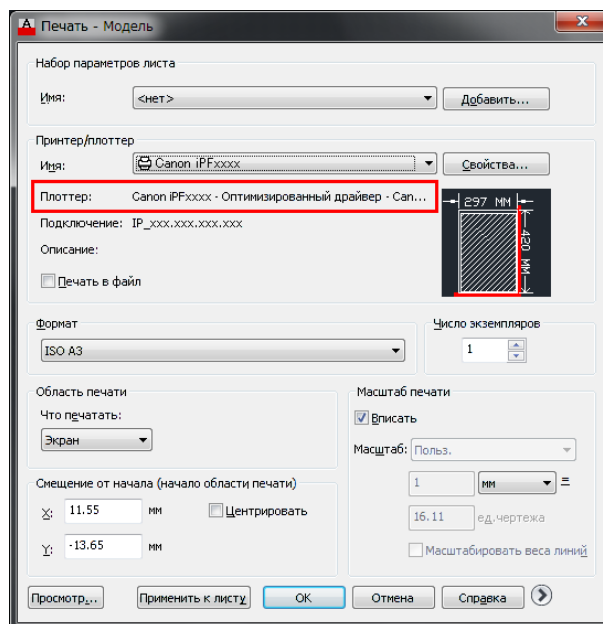 Печать - Модель
Набор параметров листа
Имя: <нет> Добавить...
Принтер/плоттер
Имя: Canon iPFxxxx Свойства...
Плоттер: Canon iPFxxxx - Оптимизированный драйвер - Can...
297 MM
Подключение: IP_xxx.xxx.xxx.xxx
420 MM
Описание:
Печать в файл
Формат
Число экземпляров
ISO A3
1
Область печати
Масштаб печати
Что печатать:
Вписать
Экран
Масштаб: Польз.
Смещение от начала (начало области печати)
1 мм =
X: 11.55 мм Центрировать
16.11 ед.чертежа
Y: -13.65 мм
Масштабировать веса линий
Просмотр... Применить к листу OK Отмена Справка